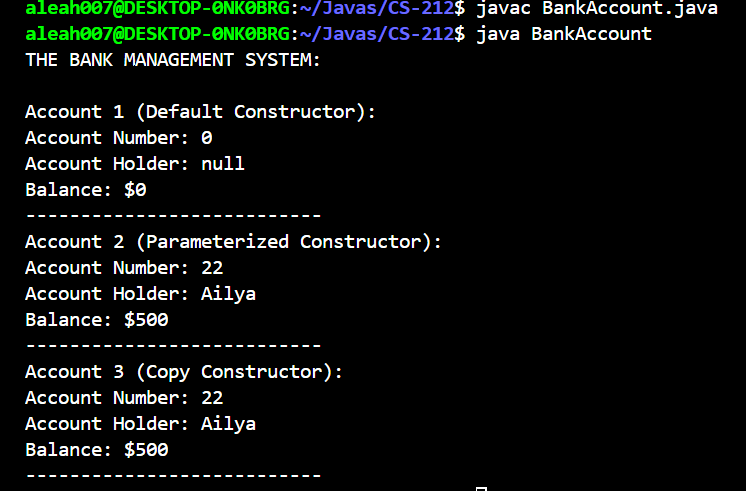 aleah007@DESKTOP-0NK0BRG:~/Javas/CS-212$ javac BankAccount.java
aleah007@DESKTOP-0NK0BRG:~/Javas/CS-212$ java BankAccount
THE BANK MANAGEMENT SYSTEM:

Account 1 (Default Constructor):
Account Number: 0
Account Holder: null
Balance: $0
---------------------------
Account 2 (Parameterized Constructor):
Account Number: 22
Account Holder: Ailya
Balance: $500
---------------------------
Account 3 (Copy Constructor):
Account Number: 22
Account Holder: Ailya
Balance: $500
---------------------------